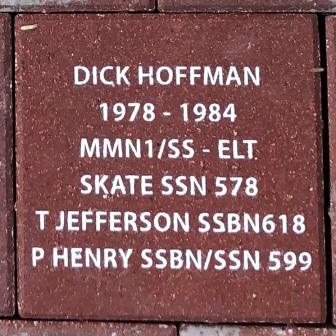 DICK HOFFMAN
1978 - 1984
MMN1/SS - ELT
SKATE SSN 578
T JEFFERSON SSBN618
P HENRY SSBN/SSN 599